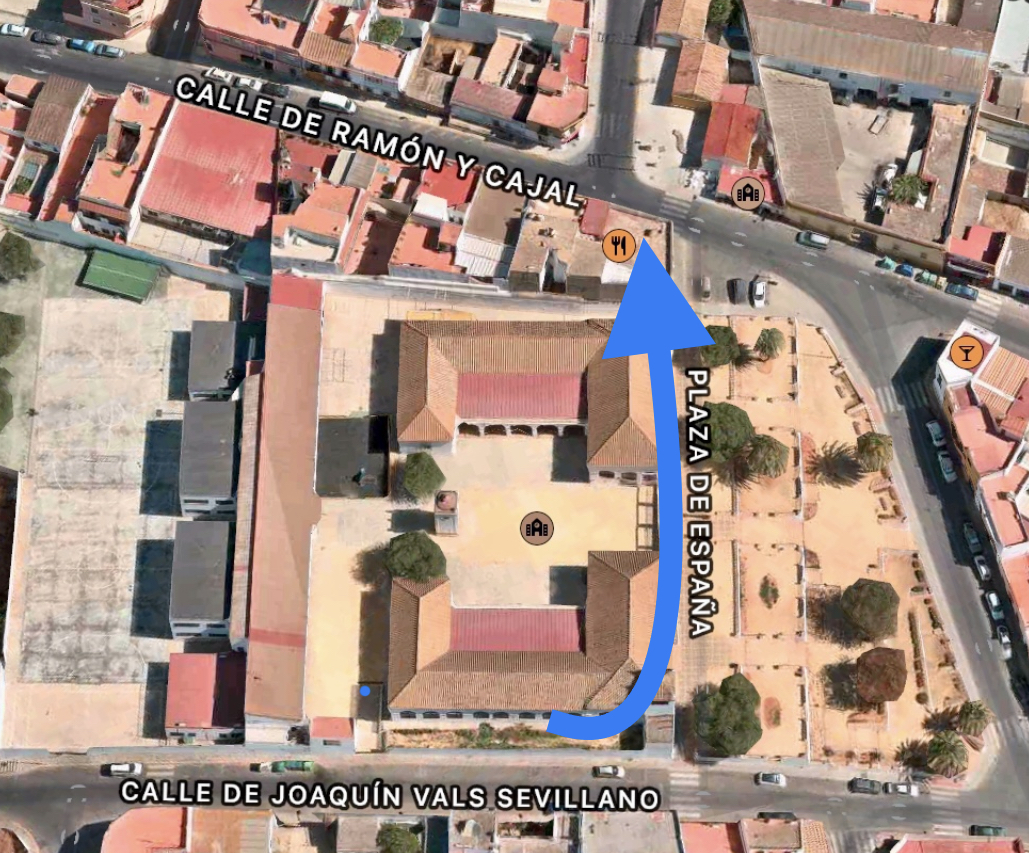 CALLE DE RAMÓN Y CAJAL
PLAZA DE ESPAÑA
CALLE DE JOAQUÍN VALS SEVILLANO